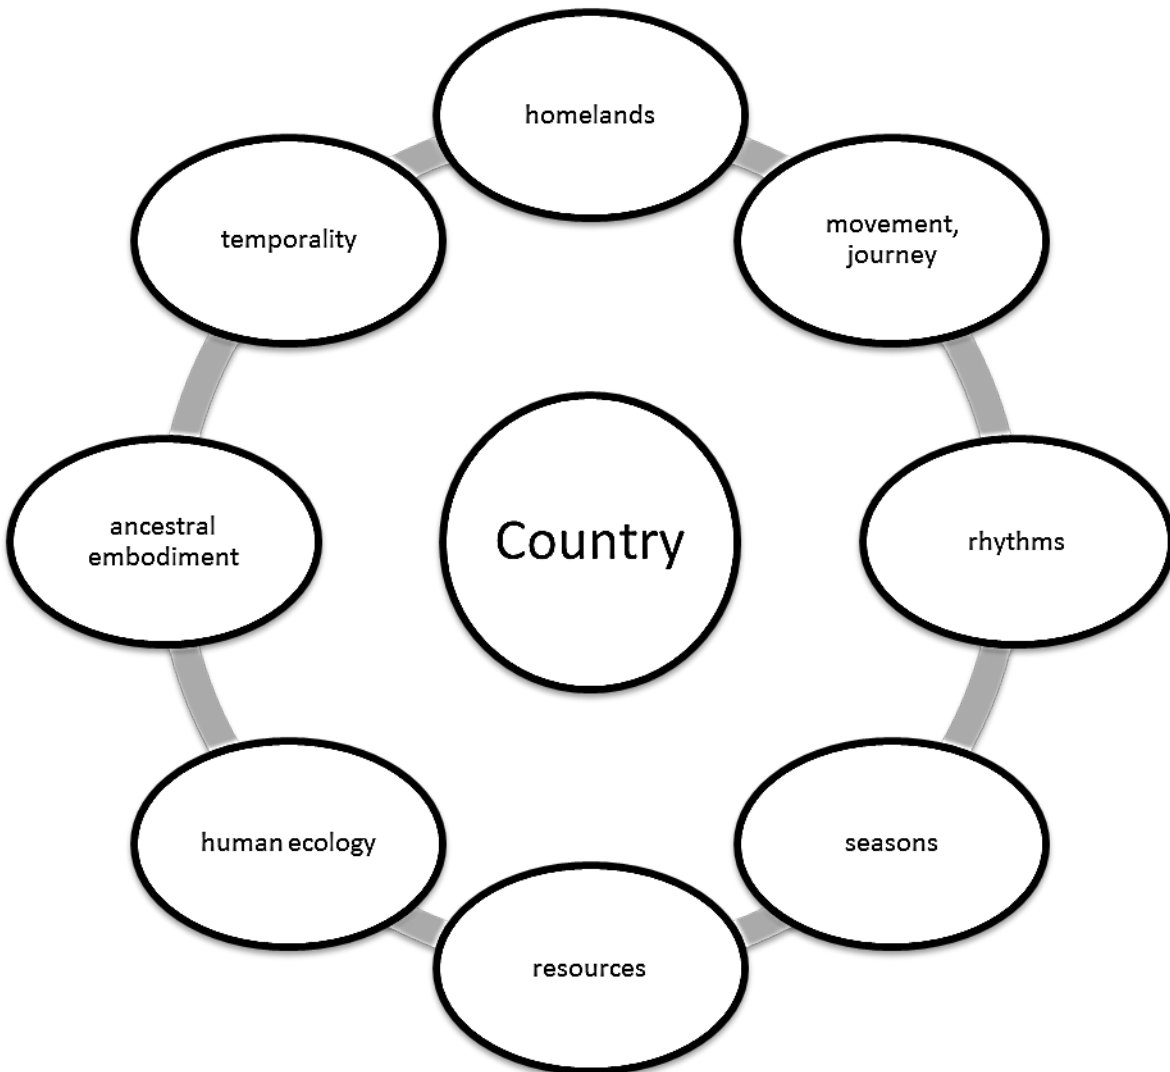 homelands
movement,
journey
rhythms
seasons
resources
human ecology
ancestral
embodiment
temporality
Country